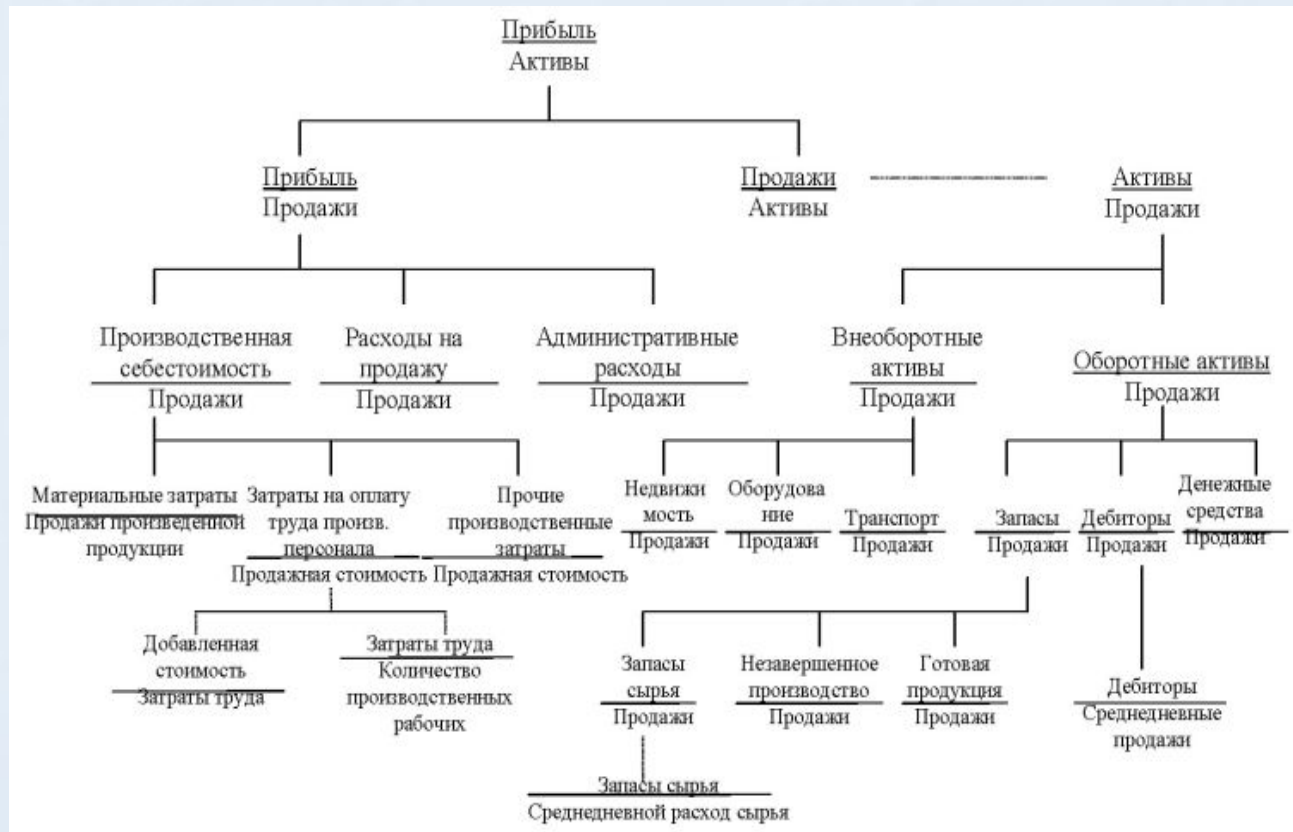 Прибыль
Активы
Прибыль
Продажи
Продажи
Активы
Активы
Продажи
Производственная
себестоимость
Продажи
Расходы на
продажу
Продажи
Административные
расходы
Продажи
Внеоборотные
активы
Продажи
Оборотные активы
Продажи
Материальные затраты
Продажи произведенной
продукции
Затраты на оплату
труда произв.
персонала
Продажная стоимость
Прочие
производственные
затраты
Продажная стоимость
Недвижи
мость
Продажи
Оборудова
ние
Продажи
Транспорт
Продажи
Запасы
Продажи
Дебиторы
Продажи
Денежные
средства
Продажи
Добавленная
стоимость
Затраты труда
Затраты труда
Количество
производственных
рабочих
Запасы
сырья
Продажи
Незавершенное
производство
Продажи
Готовая
продукция
Продажи
Дебиторы
Среднедневные
продажи
Запасы сырья
Среднедневной расход сырья